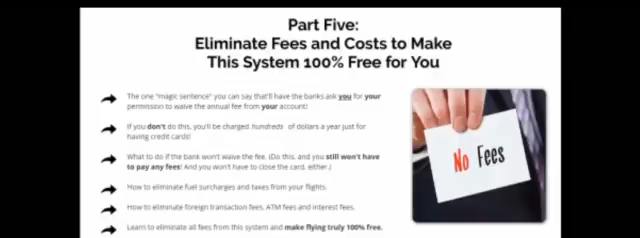 Part Five:
Eliminate Fees and Costs to Make
This System 100% Free for You
The one "magic sentence" you can say that'll have the banks ask you for your
permission to waive the annual fee from your account!
If you don't do this, you'll be charged hundreds of dollars a year just for
having credit cards!
What to do if the bank won't waive the fee. (Do this, and you still won't have
to pay any fees! And you won't have to close the card, either.)
How to eliminate fuel surcharges and taxes from your flights.
How to eliminate foreign transaction fees, ATM fees and interest fees.
Learn to eliminate all fees from this system and make flying truly 100% free.
No Fees